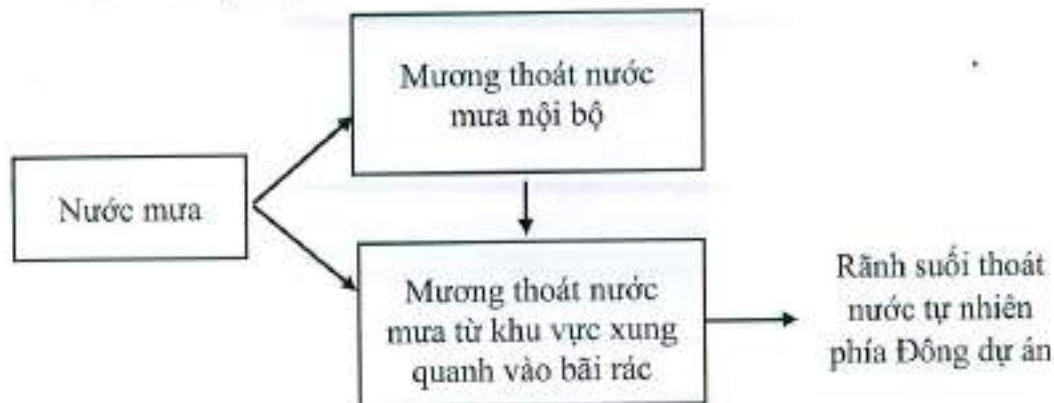 Mương thoát nước
mưa nội bộ
Nước mưa
Mương thoát nước
mưa từ khu vực xung
quanh vào bãi rác
Rãnh suối thoát
nước tự nhiên
phía Đông dự án